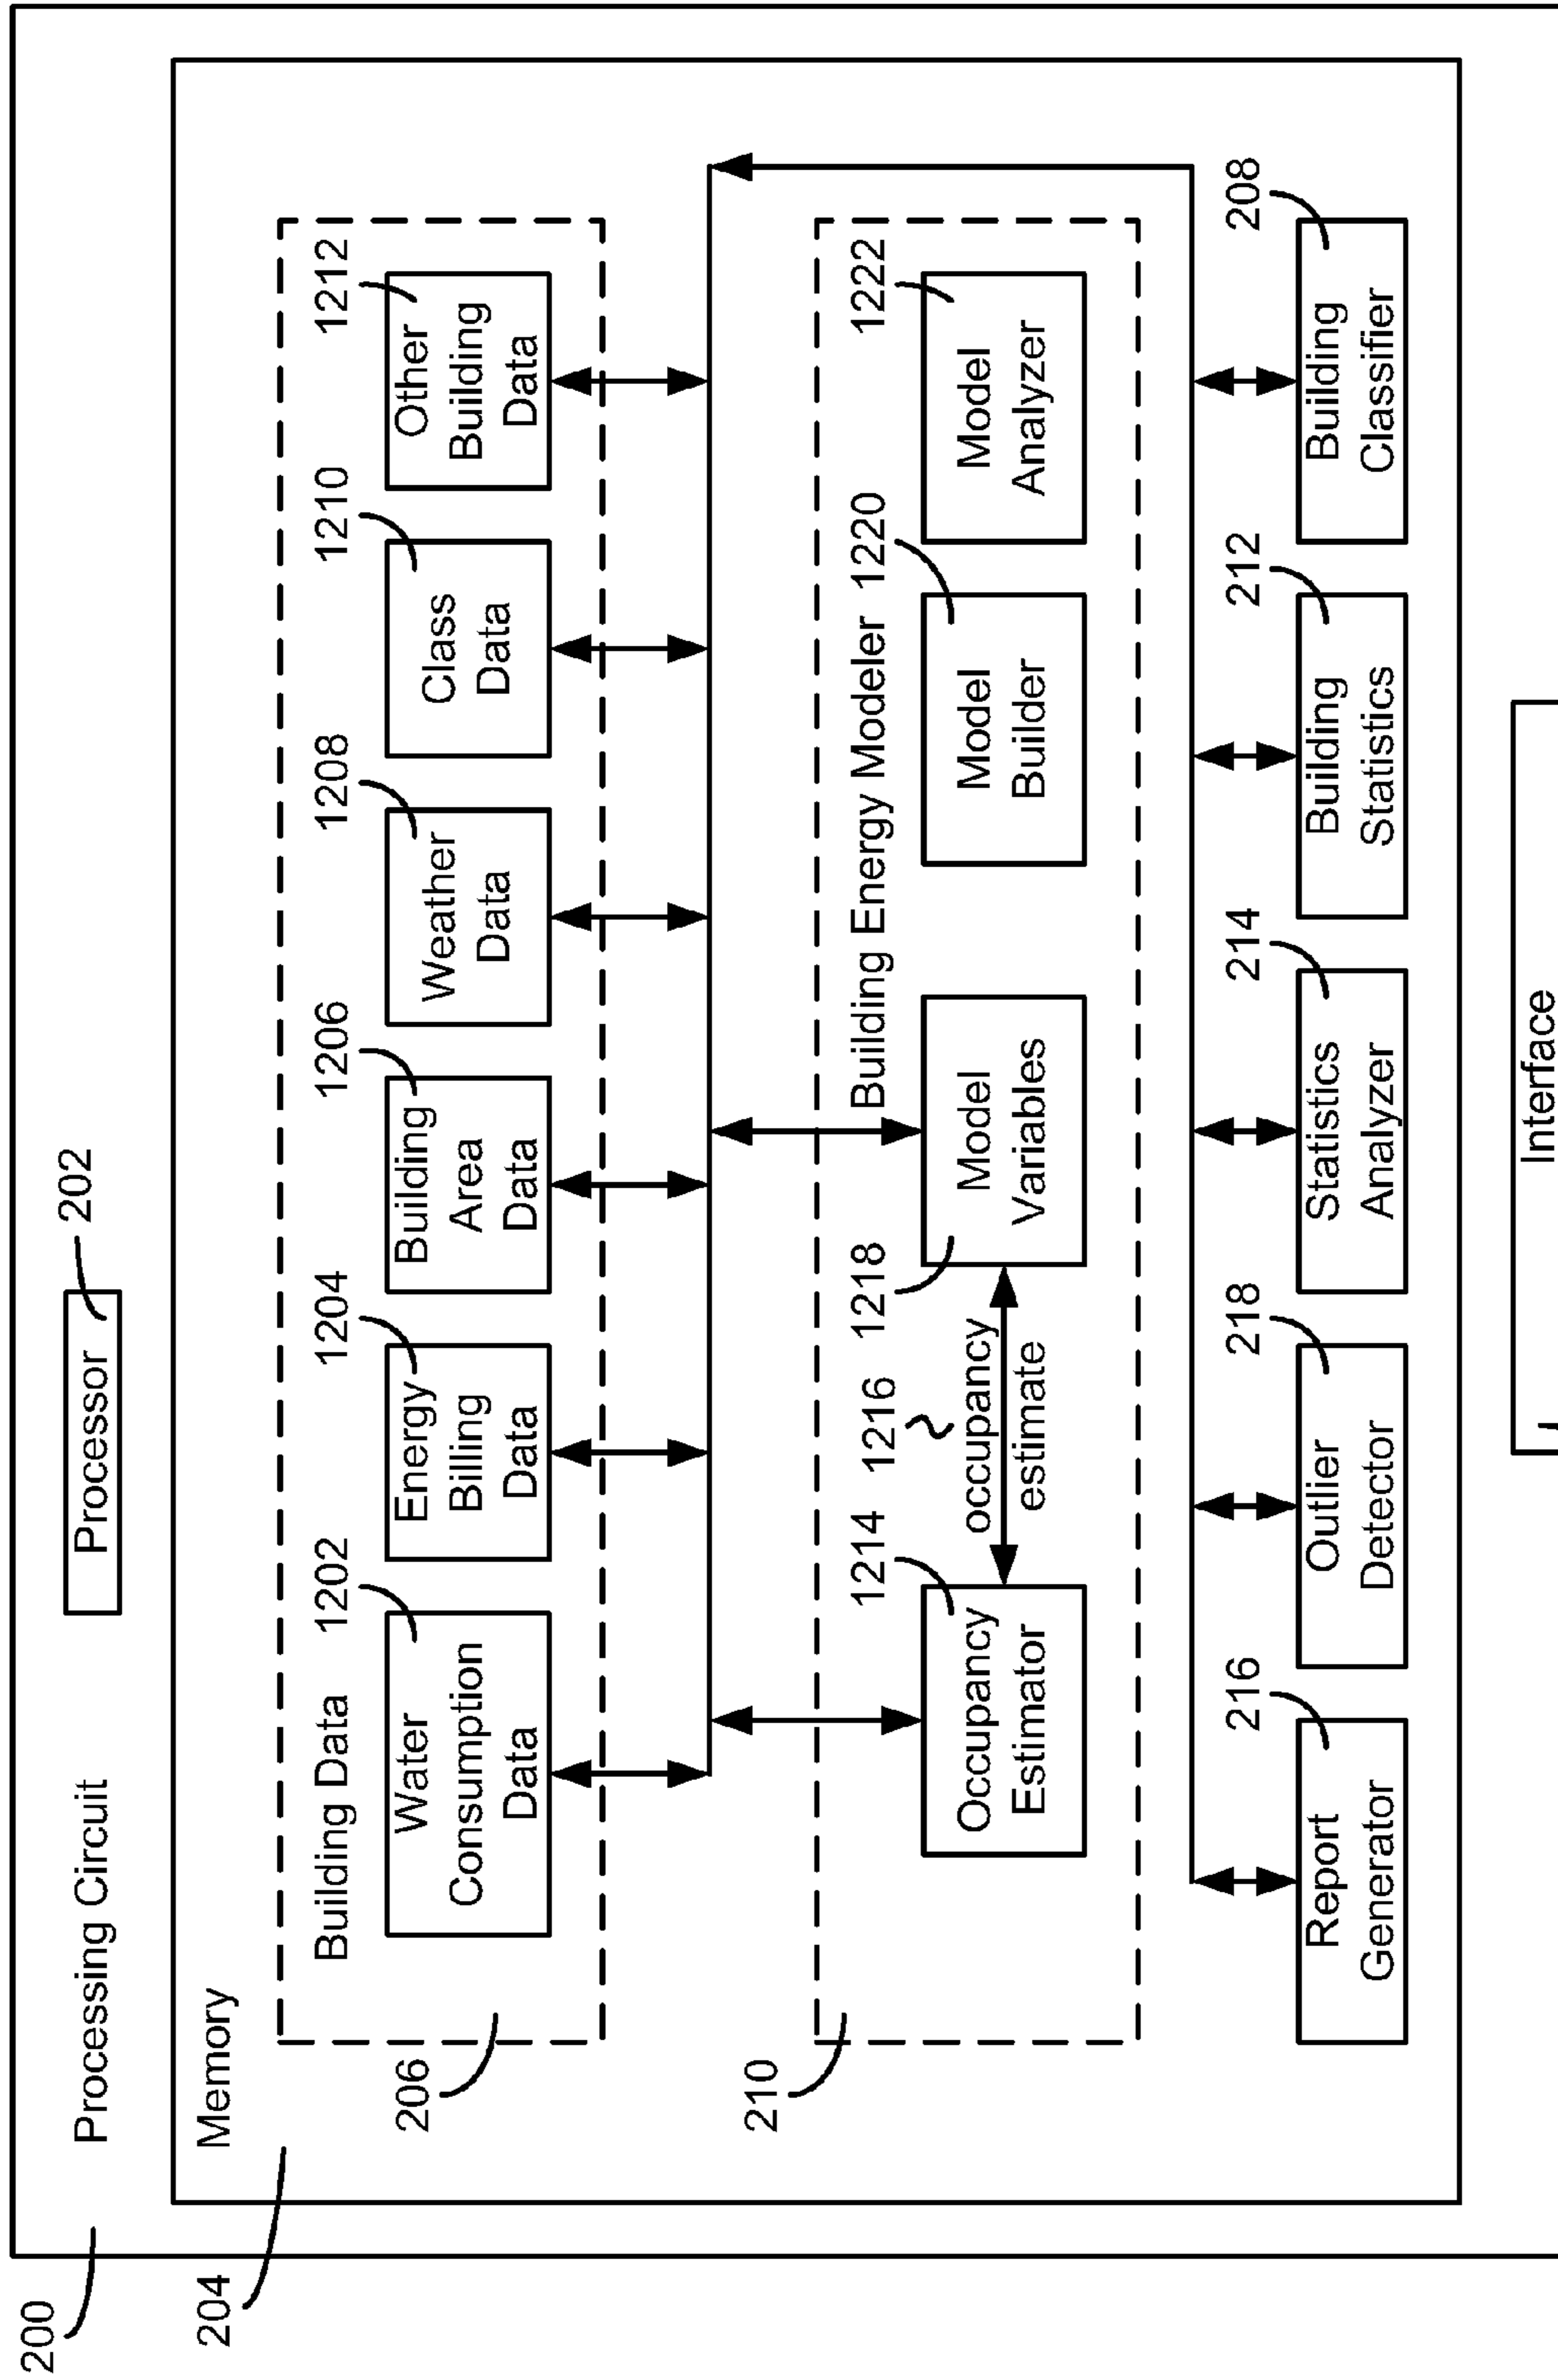 200
Processing Circuit
Processor
202
204
Memory
206
Building Data
1202
Water
Consumption
Data
1204
Energy
Billing
Data
1206
Building
Area
Data
1208
Weather
Data
1210
Class
Data
1212
Other
Building
Data
210
Building Energy Modeler
1214
Occupancy
Estimator
1216
occupancy
estimate
1218
Model
Variables
1220
Model
Builder
1222
Model
Analyzer
216
Report
Generator
218
Outlier
Detector
214
Statistics
Analyzer
212
Building
Statistics
208
Building
Classifier
Interface